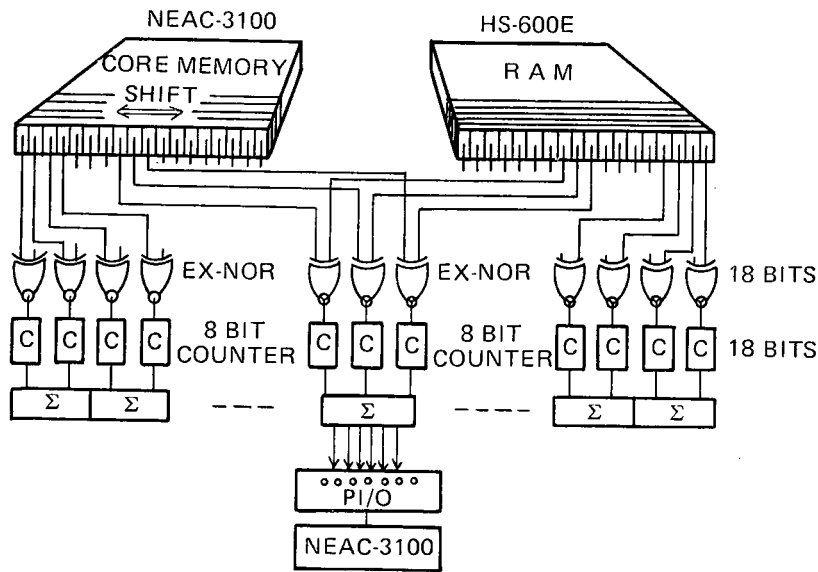 NEAC-3100
HS-600E
CORE MEMORY
SHIFT
RAM
EX-NOR
EX-NOR
18 BITS
C C C C
8 BIT
COUNTER
C C C
8 BIT
COUNTER
C C C C
18 BITS
Σ Σ
Σ
Σ Σ
PI/O
NEAC-3100